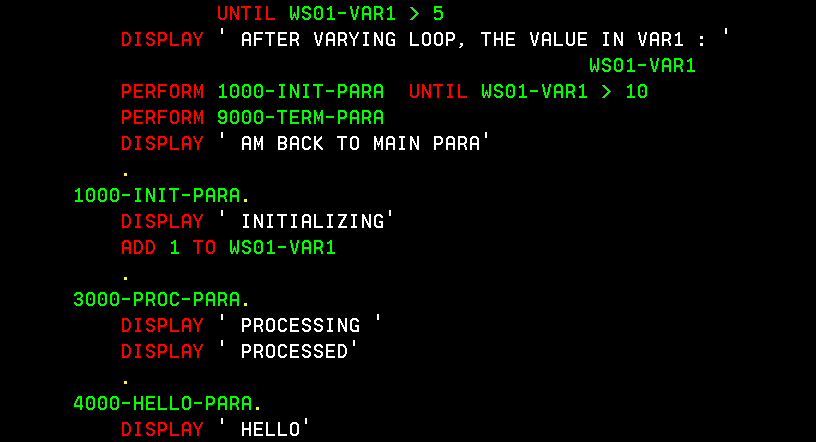 UNTIL WS01-VAR1 > 5
DISPLAY ' AFTER VARYING LOOP, THE VALUE IN VAR1 : '
WS01-VAR1
PERFORM 1000-INIT-PARA  UNTIL WS01-VAR1 > 10
PERFORM 9000-TERM-PARA
DISPLAY ' AM BACK TO MAIN PARA'
.
1000-INIT-PARA.
DISPLAY ' INITIALIZING'
ADD 1 TO WS01-VAR1
.
3000-PROC-PARA.
DISPLAY ' PROCESSING '
DISPLAY ' PROCESSED'
.
4000-HELLO-PARA.
DISPLAY ' HELLO'